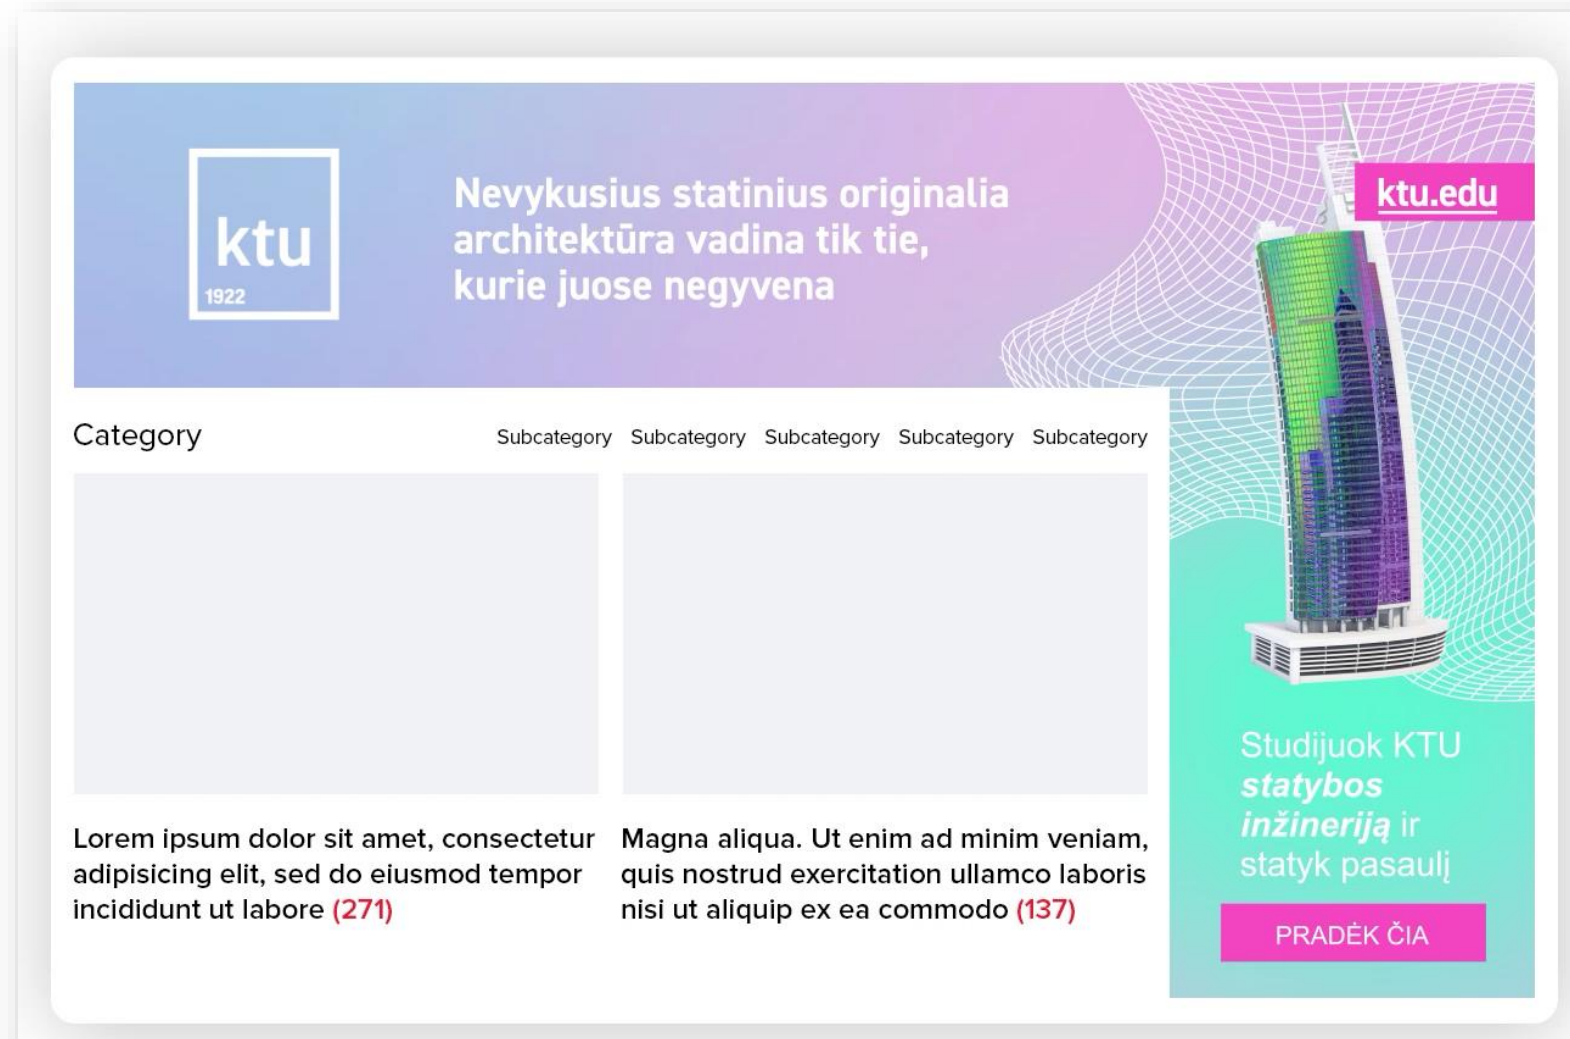 ktu
1922
Nevykusius statinius originalia
architektūra vadina tik tie,
kurie juose negyvena
ktu.edu
Category
Subcategory Subcategory Subcategory Subcategory Subcategory
Lorem ipsum dolor sit amet, consectetur
adipisicing elit, sed do eiusmod tempor
incididunt ut labore (271)
Magna aliqua. Ut enim ad minim veniam,
quis nostrud exercitation ullamco laboris
nisi ut aliquip ex ea commodo (137)
Studijuok KTU
statybos
inžineriją ir
statyk pasaulį
PRADĖK ČIA